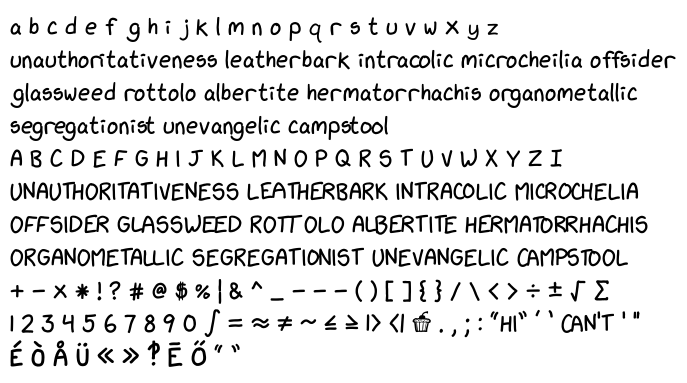 a b c d e f g h i j k l m n o p q r s t u v w x y z
unauthoritativeness leatherbark intracolic microcheilia offsider
glassweed rottolo albertite hermatorrhachis organometallic
segregationist unevangelic campstool
A B C D E F G H I J K L M N O P Q R S T U V W X Y Z I
UNAUTHORITATIVENESS LEATHERBARK INTRACOLIC MICROCHELIA
OFFSIDER GLASSWEED ROTTOLO ALBERTITE HERMATORRHACHIS
ORGANOMETALLIC SEGREGATIONIST UNEVANGELIC CAMPSTOOL
+ − × * ! ? # @ $ % | & ^ _ - – — ( ) [ ] { } / \ < > ÷ ± √ Σ
1 2 3 4 5 6 7 8 9 0 ∫ = ≈ ≠ ~ ≤ ≥ |> <| 🗑 . , ; : “HI” ‘ ’ CAN'T ' "
É Ò Å Ü « » ‽ Ē Ő “ ”